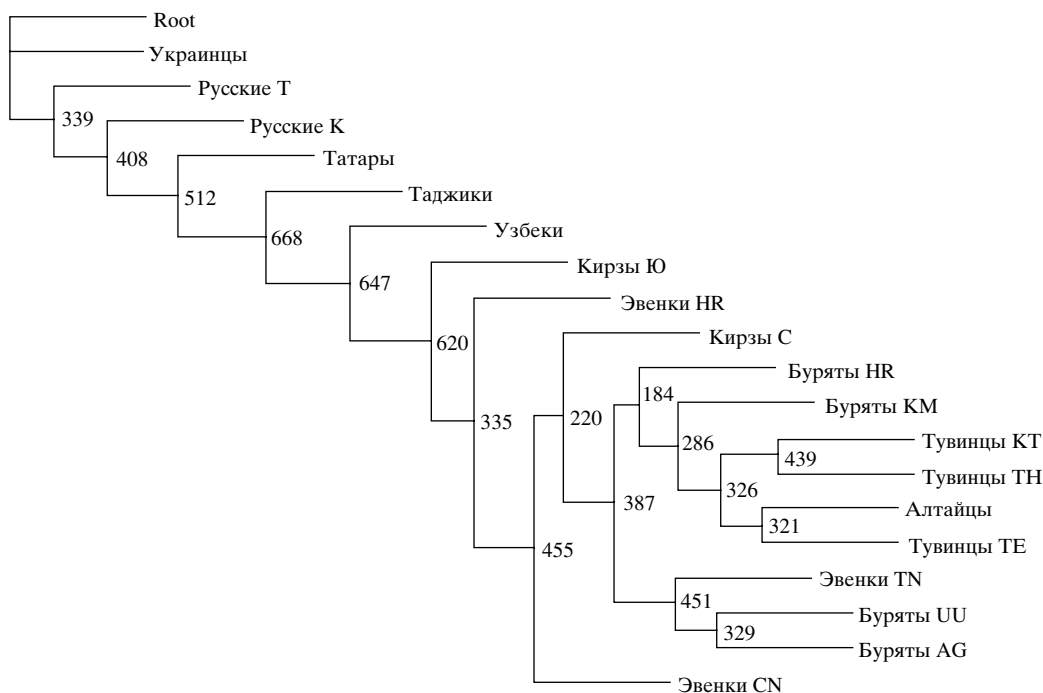 Root
Украинцы
Русские Т
339
Русские К
408
Татары
512
Таджики
668
Узбеки
647
Кирзы Ю
620
Эвенки HR
335
Кирзы С
220
Буряты HR
184
Буряты KM
286
Тувинцы KT
439
Тувинцы TH
326
387
Алтайцы
321
Тувинцы TE
455
Эвенки TN
451
Буряты UU
329
Буряты AG
Эвенки CN